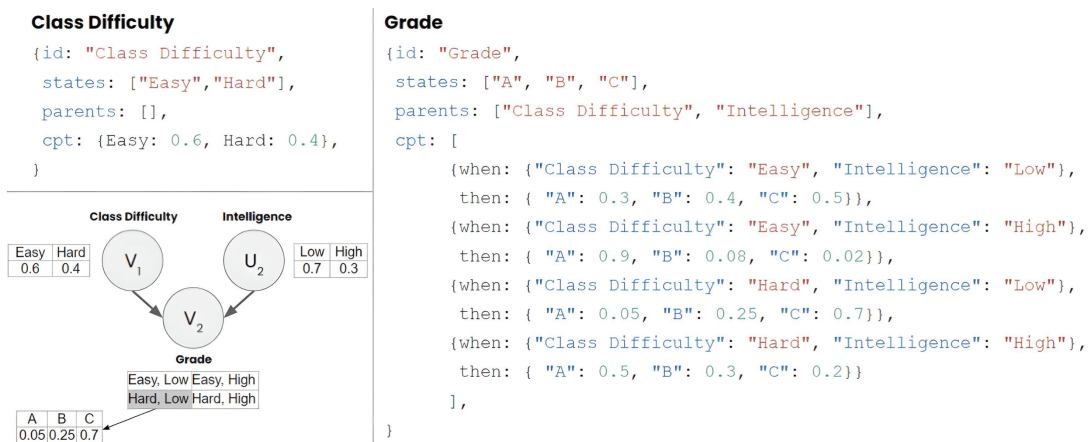 Class Difficulty
{id: "Class Difficulty",
states: ["Easy","Hard"],
parents: [],
cpt: {Easy: 0.6, Hard: 0.4},
}
Class Difficulty Intelligence
Easy Hard
0.6 0.4
V1
U2
Low High
0.7 0.3
V2
Grade
Easy, Low Easy, High
Hard, Low Hard, High
A B C
0.05 0.25 0.7
Grade
{id: "Grade",
states: ["A", "B", "C"],
parents: ["Class Difficulty", "Intelligence"],
cpt: [
{when: {"Class Difficulty": "Easy", "Intelligence": "Low"},
then: { "A": 0.3, "B": 0.4, "C": 0.5}},
{when: {"Class Difficulty": "Easy", "Intelligence": "High"},
then: { "A": 0.9, "B": 0.08, "C": 0.02}},
{when: {"Class Difficulty": "Hard", "Intelligence": "Low"},
then: { "A": 0.05, "B": 0.25, "C": 0.7}},
{when: {"Class Difficulty": "Hard", "Intelligence": "High"},
then: { "A": 0.5, "B": 0.3, "C": 0.2}}
],
}